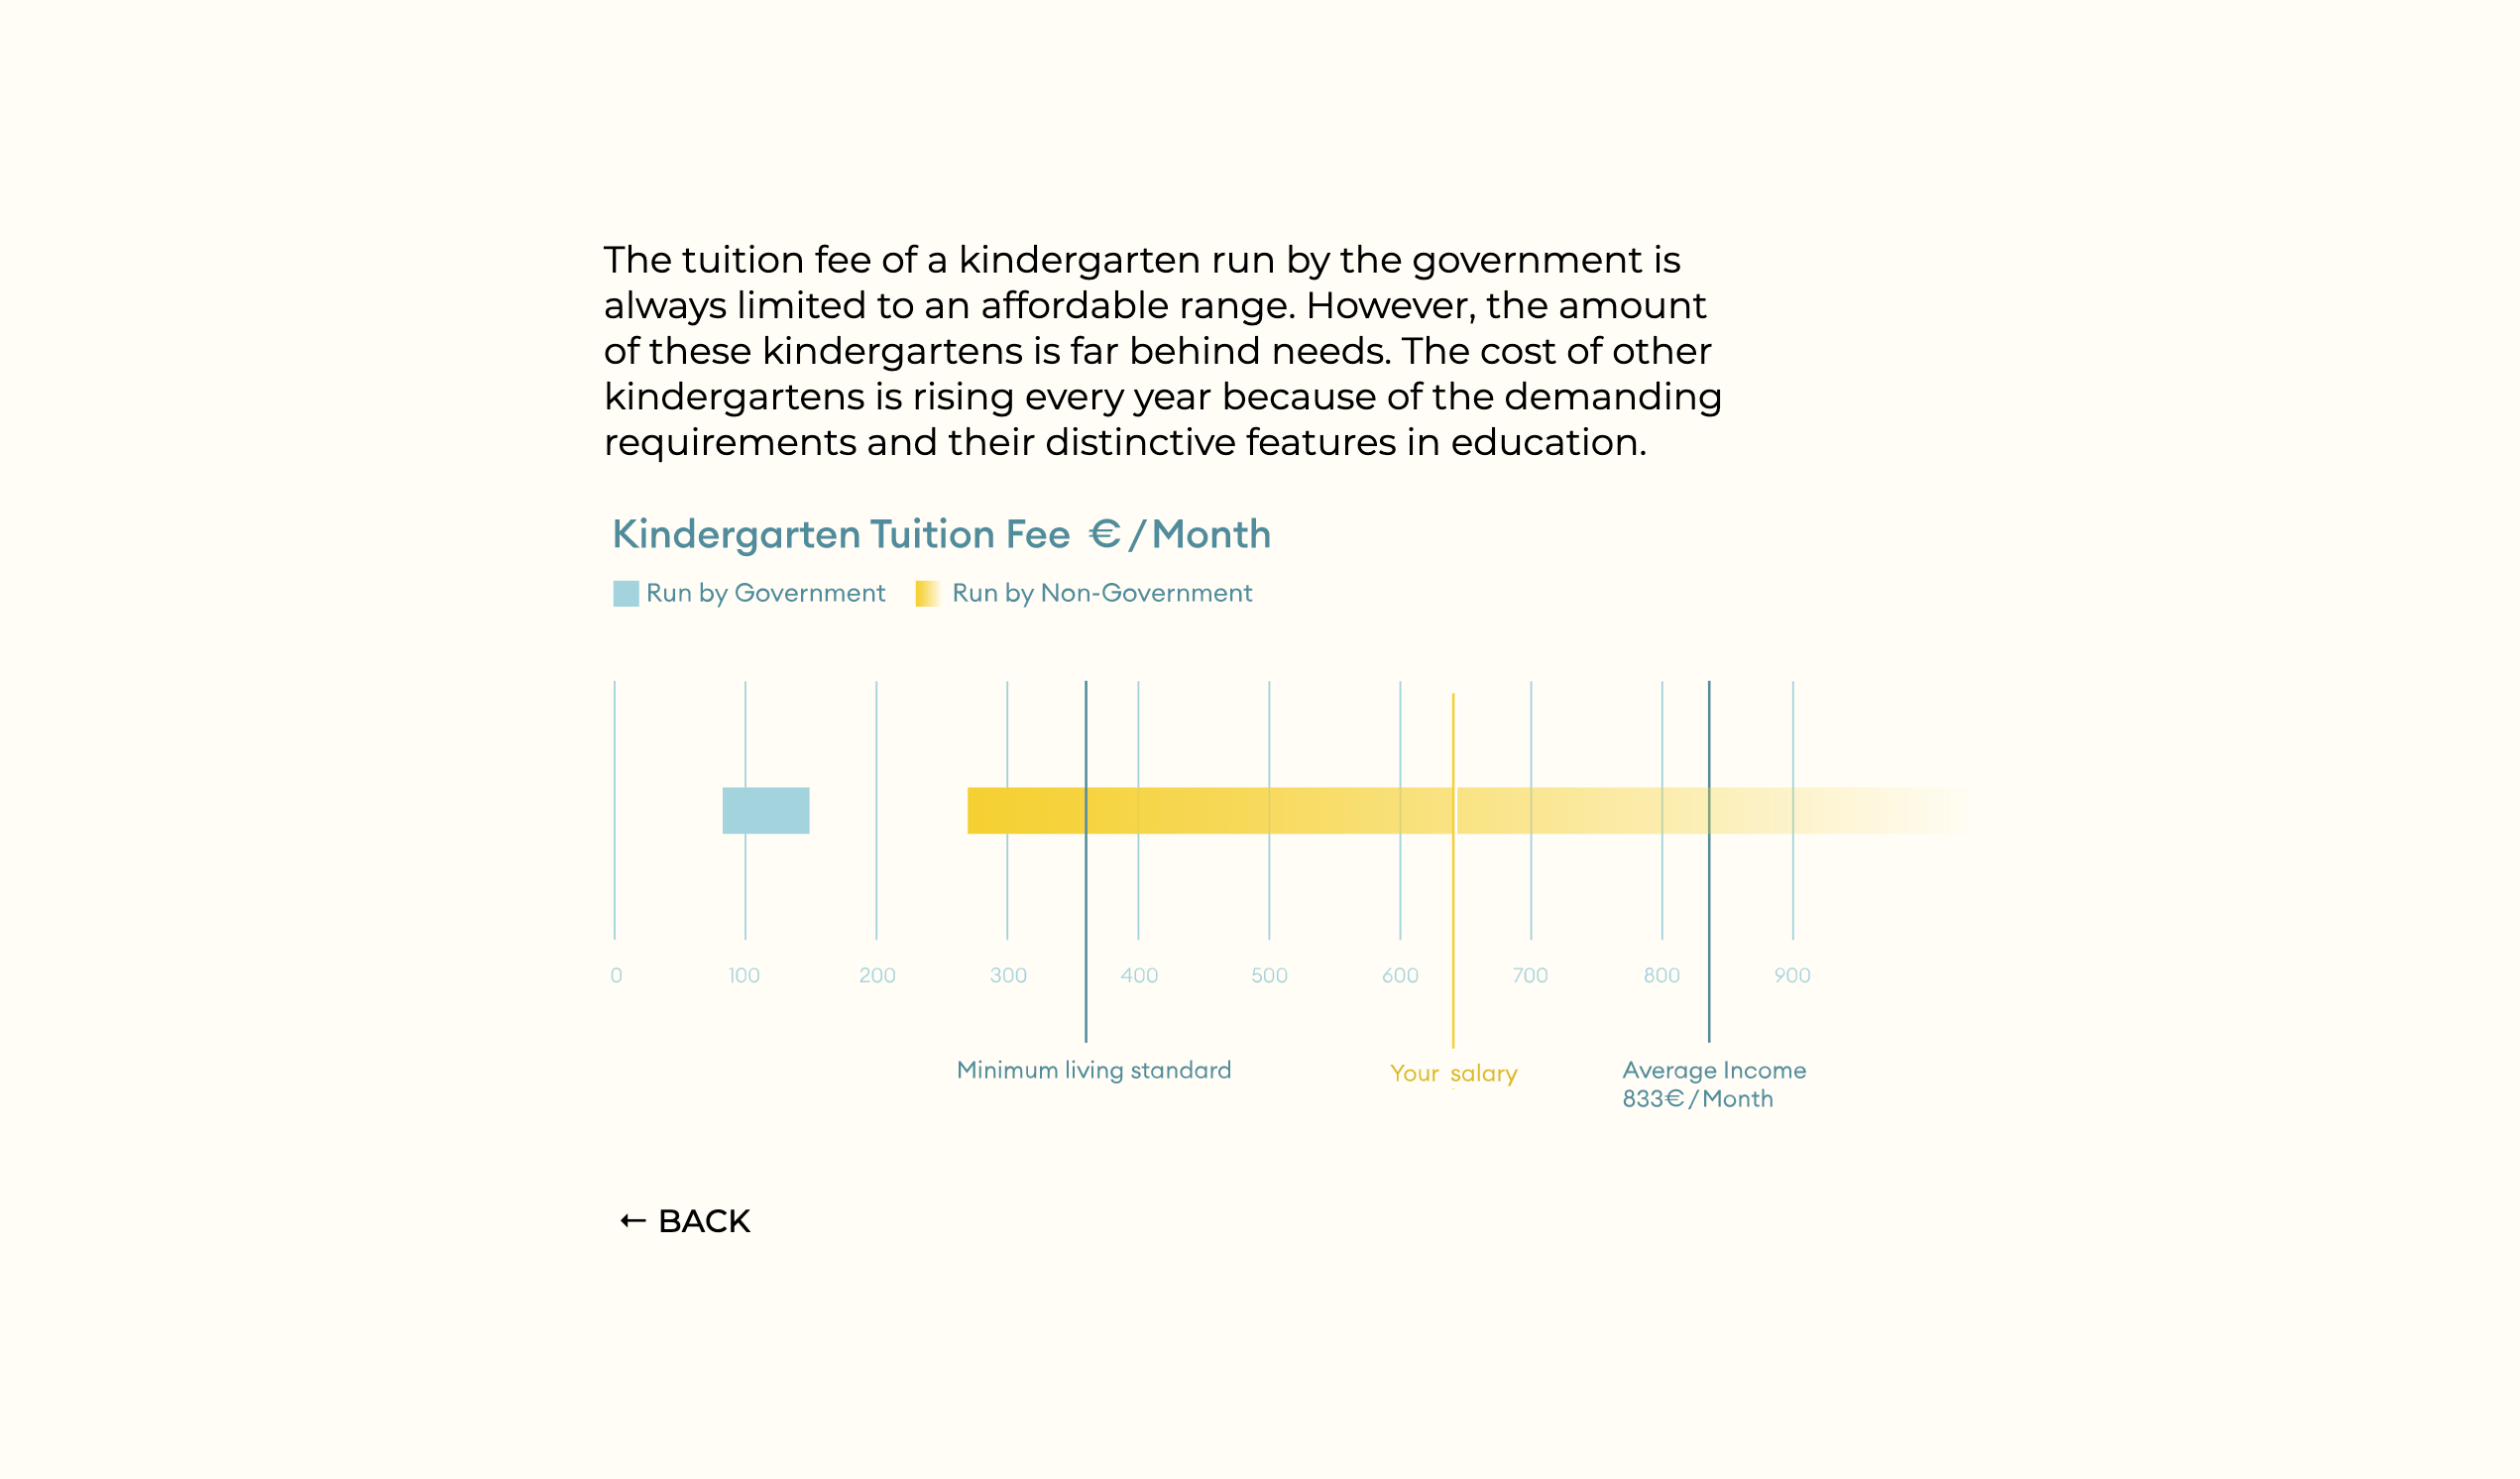 The tuition fee of a kindergarten run by the government is
always limited to an affordable range. However, the amount
of these kindergartens is far behind needs. The cost of other
kindergartens is rising every year because of the demanding
requirements and their distinctive features in education.
Kindergarten Tuition Fee €/Month
Run by Government Run by Non-Government
0 100 200 300 400 500 600 700 800 900
Minimum living standard Your salary Average Income
833€/Month
← BACK